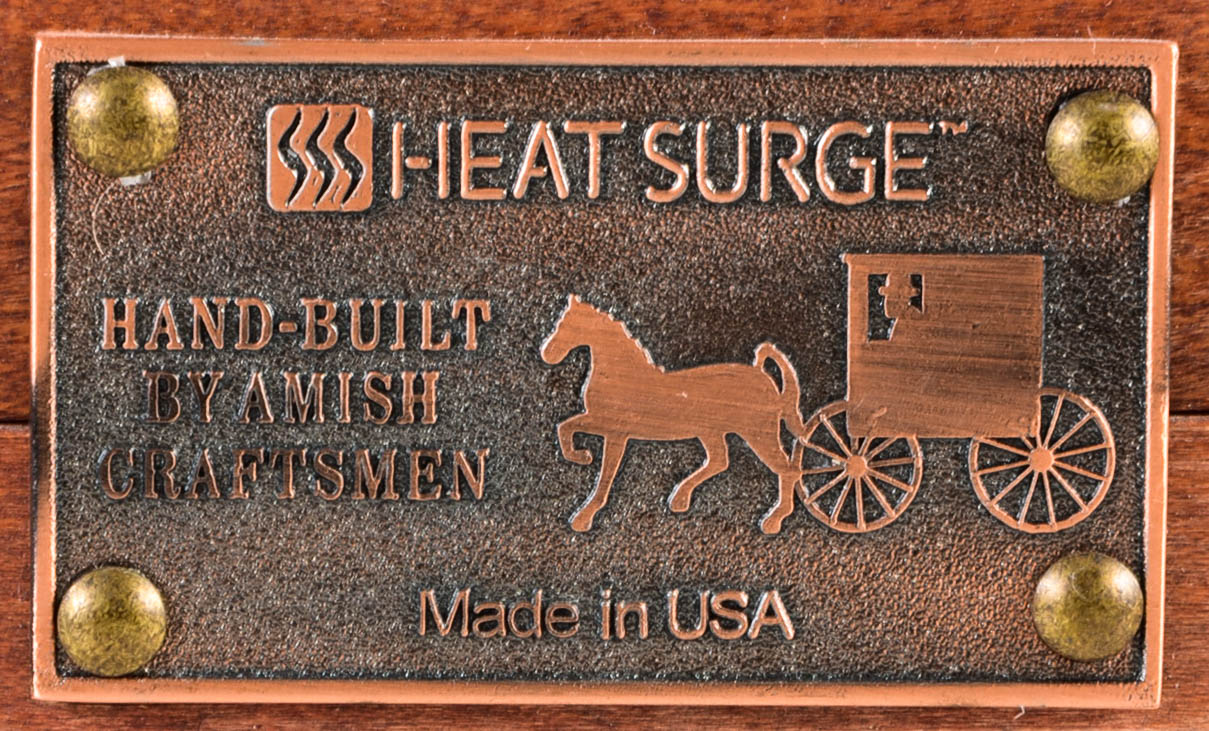 HEAT SURGE™
HAND-BUILT
BY AMISH
CRAFTSMEN
Made in USA